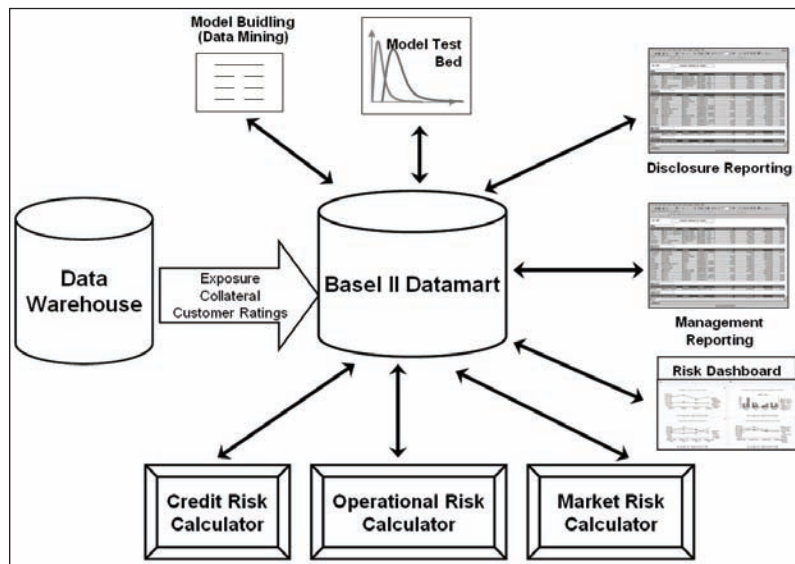 Model Buidling
(Data Mining)
Model Test
Bed
Disclosure Reporting
Data
Warehouse
Exposure
Collateral
Customer Ratings
Basel II Datamart
Management
Reporting
Risk Dashboard
Credit Risk
Calculator
Operational Risk
Calculator
Market Risk
Calculator